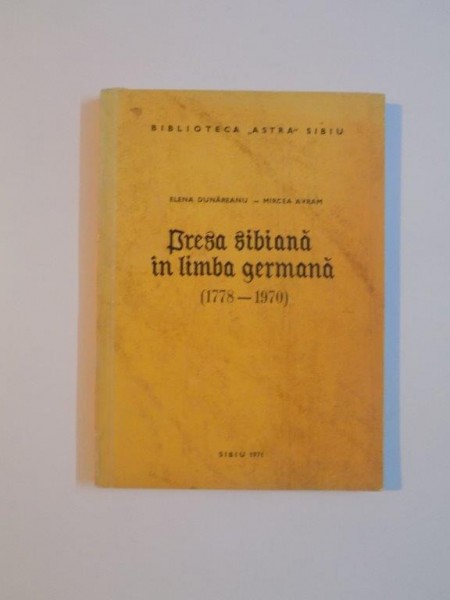 BIBLIOTECA „ASTRA" SIBIU
ELENA DUNĂREANU — MIRCEA AVRAM
Presa sibiană
în limba germană
(1778—1970)
SIBIU 1971